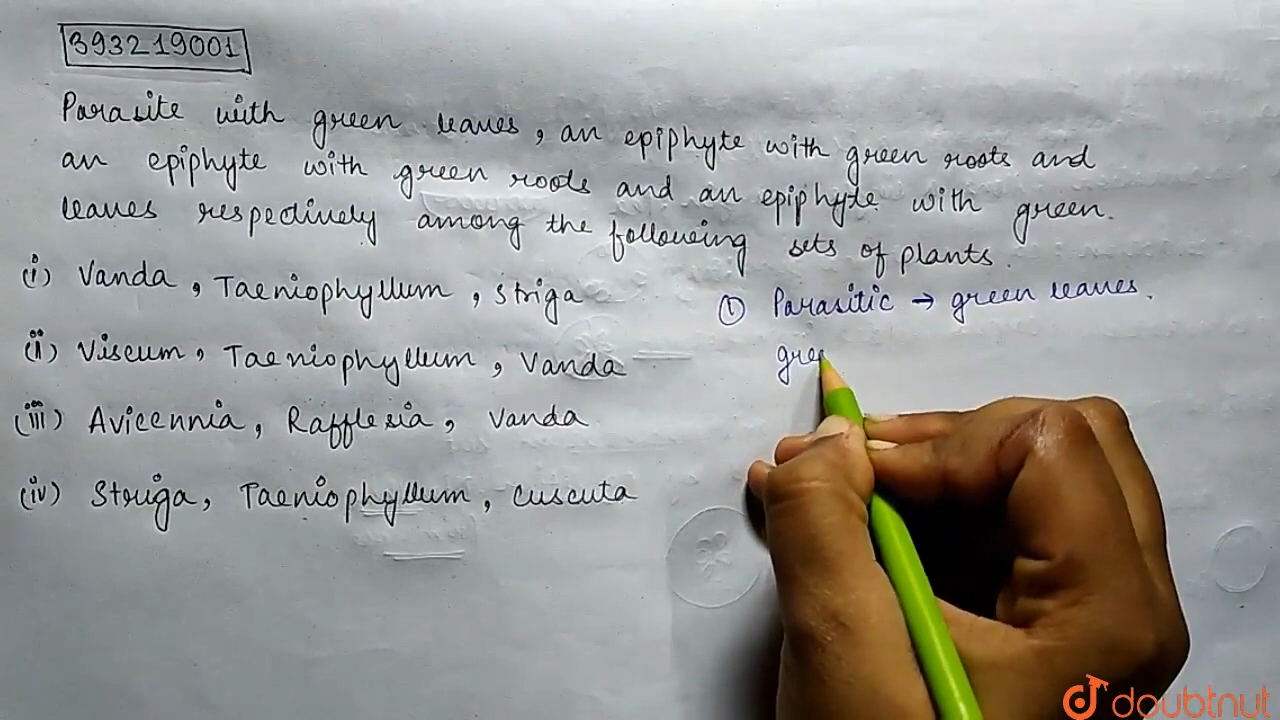 393219001
Parasite with green leaves, an epiphyte with green roots and
an epiphyte with green roots and an epiphyte with green
leaves respectively among the following sets of plants.
(i) Vanda, Taeniophyllum, Striga
(ii) Viscum, Taeniophyllum, Vanda
(iii) Avicennia, Rafflesia, Vanda
(iv) Striga, Taeniophyllum, Cuscuta
① Parasitic → green leaves.
gree
doubtnut